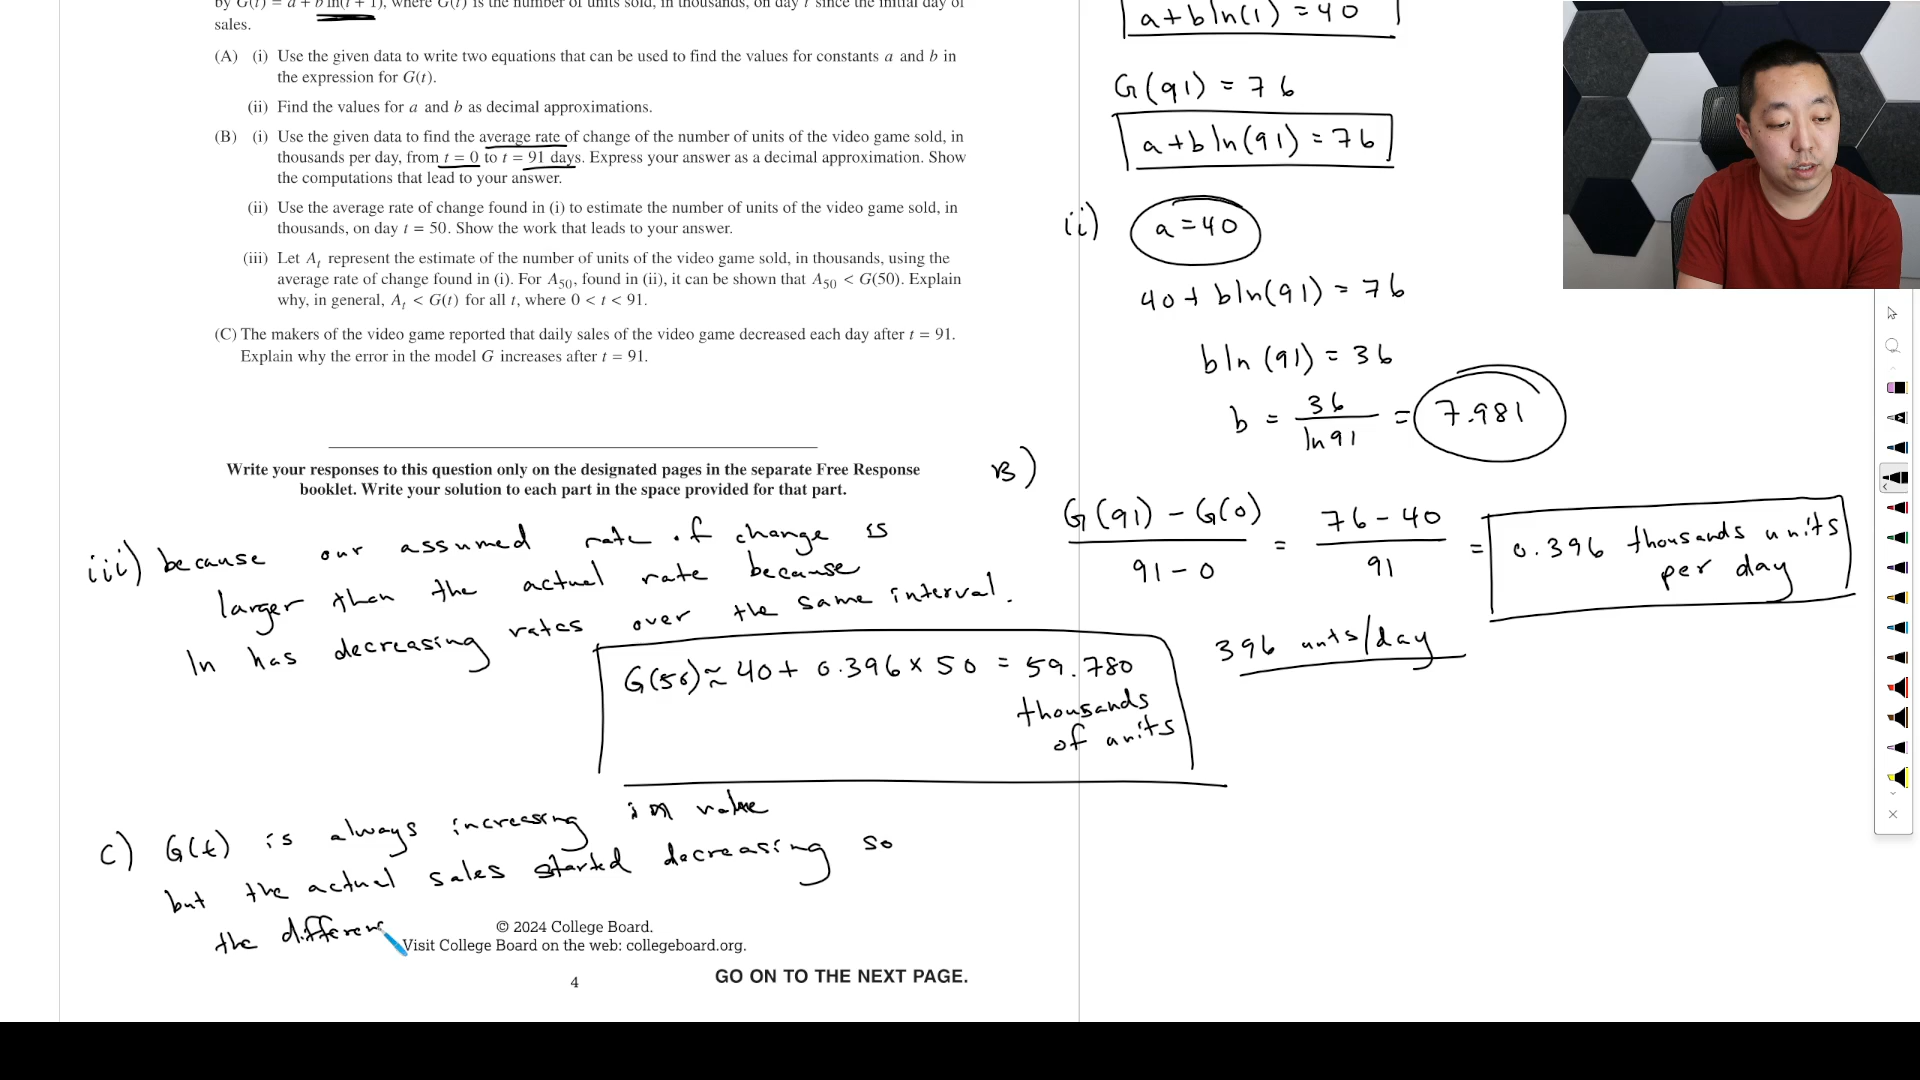 by G(t) = a + b ln(t + 1), where G(t) is the number of units sold, in thousands, on day t since the initial day of
sales.
(A) (i) Use the given data to write two equations that can be used to find the values for constants a and b in
the expression for G(t).
(ii) Find the values for a and b as decimal approximations.
(B) (i) Use the given data to find the average rate of change of the number of units of the video game sold, in
thousands per day, from t = 0 to t = 91 days. Express your answer as a decimal approximation. Show
the computations that lead to your answer.
(ii) Use the average rate of change found in (i) to estimate the number of units of the video game sold, in
thousands, on day t = 50. Show the work that leads to your answer.
(iii) Let Aₜ represent the estimate of the number of units of the video game sold, in thousands, using the
average rate of change found in (i). For A₅₀, found in (ii), it can be shown that A₅₀ < G(50). Explain
why, in general, Aₜ < G(t) for all t, where 0 < t < 91.
(C) The makers of the video game reported that daily sales of the video game decreased each day after t = 91.
Explain why the error in the model G increases after t = 91.
Write your responses to this question only on the designated pages in the separate Free Response
booklet. Write your solution to each part in the space provided for that part.
iii) because our assumed rate of change is
larger than the actual rate because
ln has decreasing rates over the same interval.
G(50) ≈ 40 + 0.396 × 50 = 59.780
thousands
of units
c) G(t) is always increasing in value
but the actual sales started decreasing so
the differen
© 2024 College Board.
Visit College Board on the web: collegeboard.org.
4
GO ON TO THE NEXT PAGE.
a + b ln(1) = 40
G(91) = 76
a + b ln(91) = 76
ii) a = 40
40 + b ln(91) = 76
b ln (91) = 36
b = 36 / ln 91 = 7.981
B)
G(91) - G(0) / 91 - 0 = 76 - 40 / 91 = 0.396 thousands units
per day
396 units/day